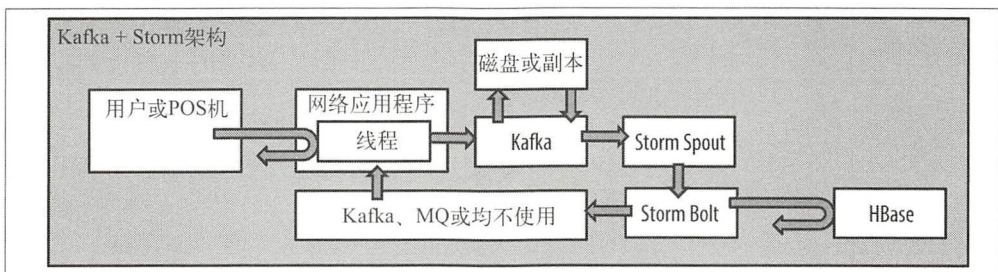 Kafka + Storm架构
磁盘或副本
用户或POS机
网络应用程序
线程
Kafka
Storm Spout
Kafka、MQ或均不使用
Storm Bolt
HBase